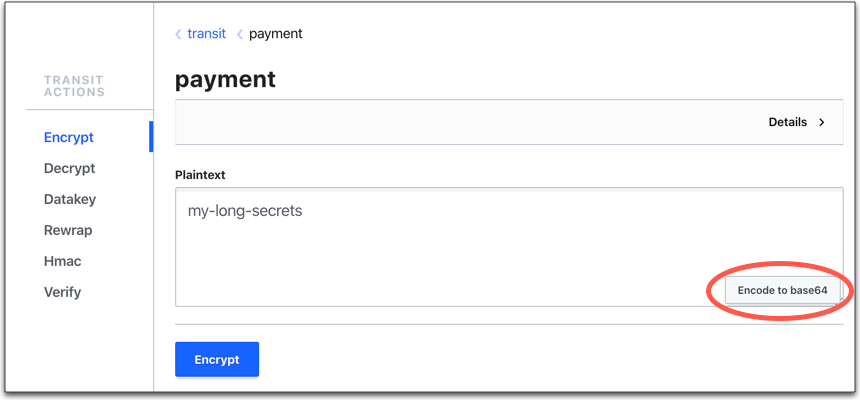 transit payment
TRANSIT
ACTIONS
Encrypt
Decrypt
Datakey
Rewrap
Hmac
Verify
payment
Details
Plaintext
my-long-secrets
Encode to base64
Encrypt